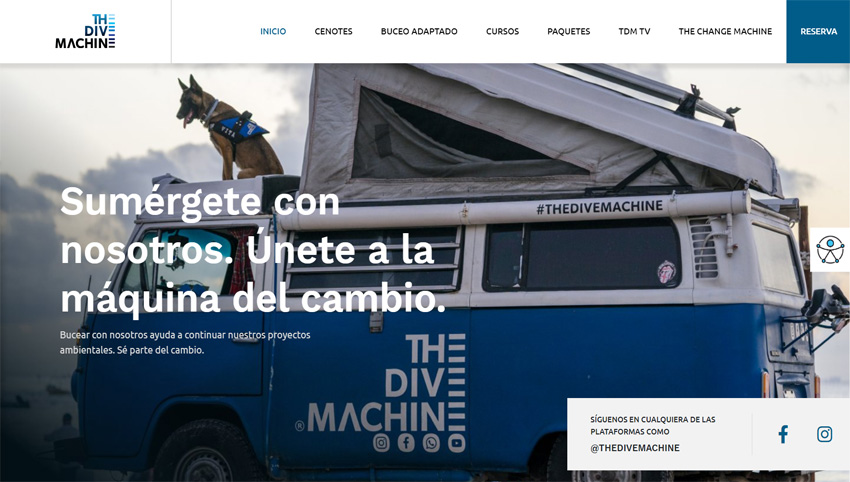 THE
DIVE
MACHINE
INICIO
CENOTES
BUCEO ADAPTADO
CURSOS
PAQUETES
TDM TV
THE CHANGE MACHINE
RESERVA
VITA
#THEDIVEMACHINE
Sumérgete con
nosotros. Únete a la
máquina del cambio.
Bucear con nosotros ayuda a continuar nuestros proyectos
ambientales. Sé parte del cambio.
THE
DIVE
®MACHINE
SÍGUENOS EN CUALQUIERA DE LAS
PLATAFORMAS COMO
@THEDIVEMACHINE